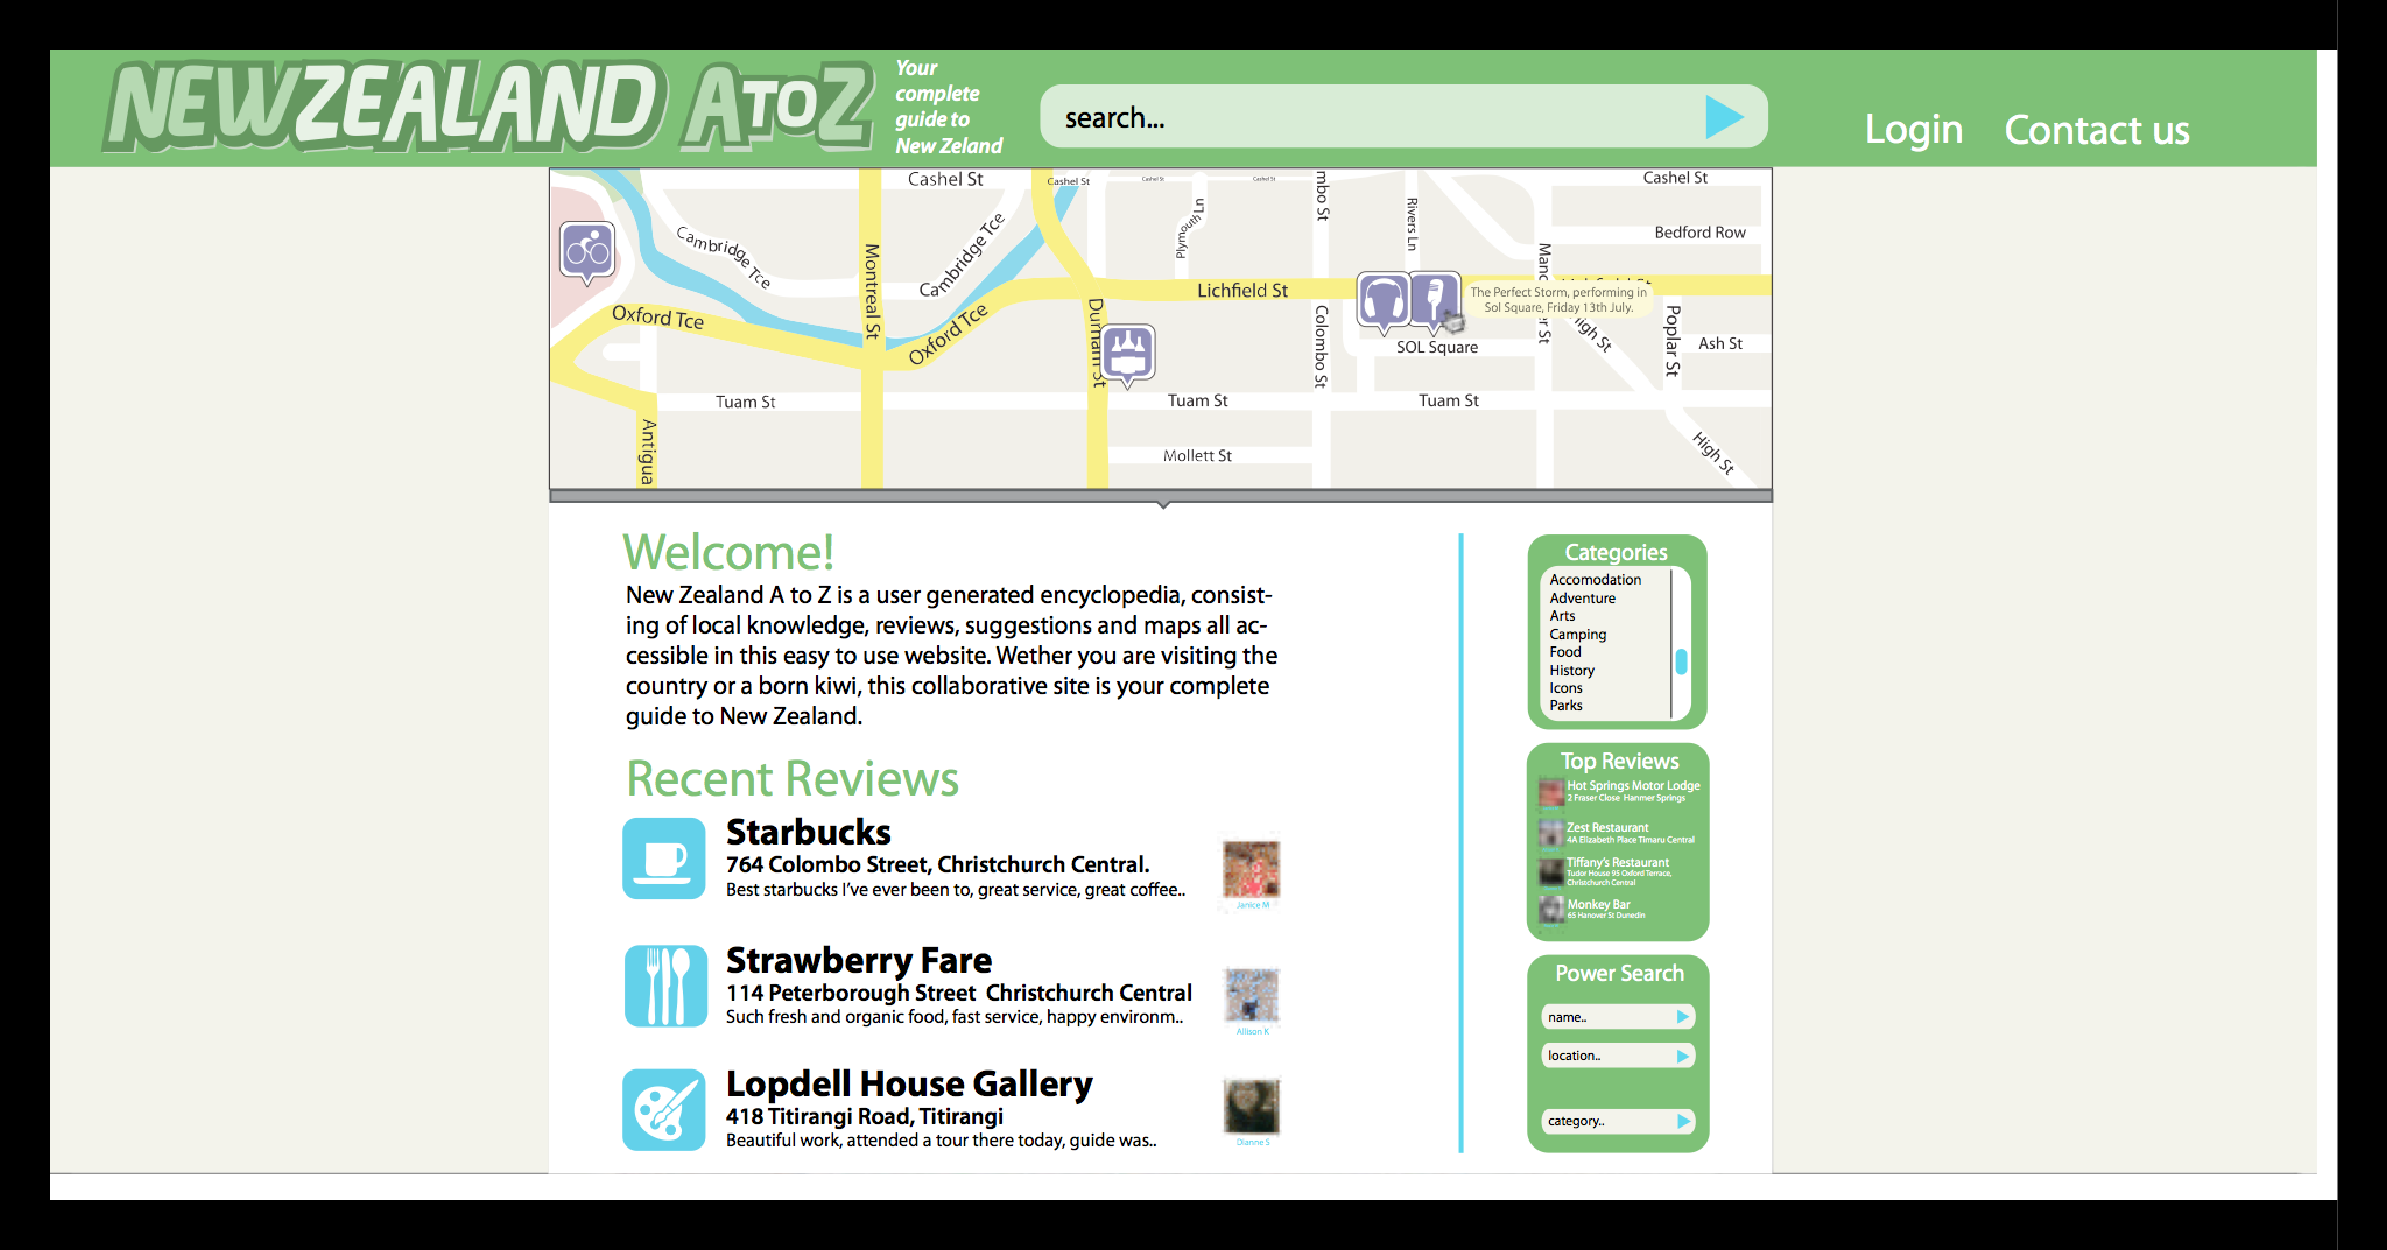 NEWZEALAND ATOZ
Your
complete
guide to
New Zeland
search...
Login
Contact us
Cashel St
Cashel St
Cashel St
Cashel St
Cashel St
Cambridge Tce
Cambridge Tce
Montreal St
Plymouth Ln
mbo St
Rivers Ln
Bedford Row
Oxford Tce
Oxford Tce
Lichfield St
Durham St
Colombo St
The Perfect Storm, performing in
Sol Square, Friday 13th July.
SOL Square
High St
Poplar St
Ash St
Tuam St
Tuam St
Tuam St
Antigua
Mollett St
High St
Welcome!
New Zealand A to Z is a user generated encyclopedia, consist-
ing of local knowledge, reviews, suggestions and maps all ac-
cessible in this easy to use website. Wether you are visiting the
country or a born kiwi, this collaborative site is your complete
guide to New Zealand.
Recent Reviews
Starbucks
764 Colombo Street, Christchurch Central.
Best starbucks I've ever been to, great service, great coffee..
Janice M
Strawberry Fare
114 Peterborough Street Christchurch Central
Such fresh and organic food, fast service, happy environm..
Allison K
Lopdell House Gallery
418 Titirangi Road, Titirangi
Beautiful work, attended a tour there today, guide was..
Dianne S
Categories
Accomodation
Adventure
Arts
Camping
Food
History
Icons
Parks
Top Reviews
Hot Springs Motor Lodge
2 Fraser Close Hanmer Springs
Zest Restaurant
4A Elizabeth Place Timaru Central
Tiffany's Restaurant
Tudor House 95 Oxford Terrace,
Christchurch Central
Monkey Bar
65 Hanover St Dunedin
Power Search
name..
location..
category..